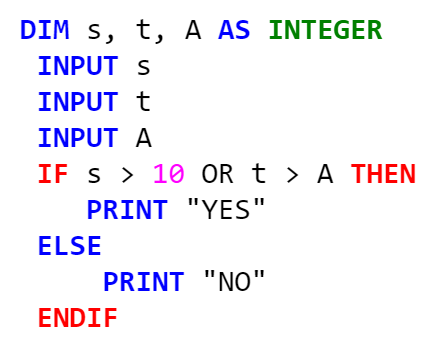 DIM s, t, A AS INTEGER
INPUT s
INPUT t
INPUT A
IF s > 10 OR t > A THEN
PRINT "YES"
ELSE
PRINT "NO"
ENDIF